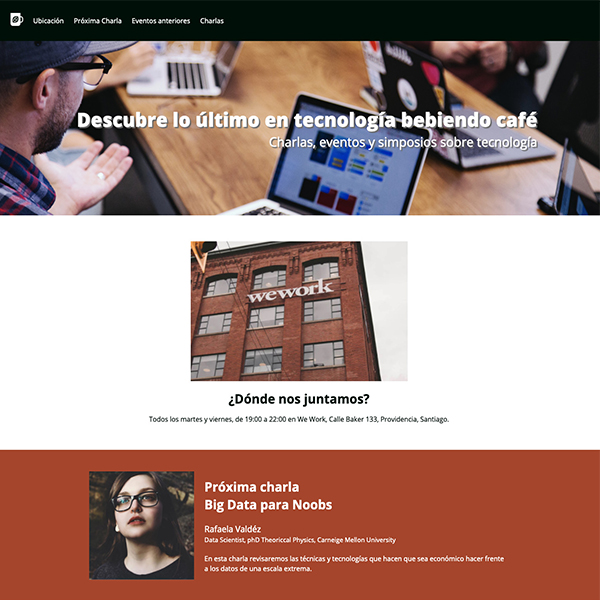 Ubicación Próxima Charla Eventos anteriores Charlas
Descubre lo último en tecnología bebiendo café
Charlas, eventos y simposios sobre tecnología
wework
¿Dónde nos juntamos?
Todos los martes y viernes, de 19:00 a 22:00 en We Work, Calle Baker 133, Providencia, Santiago.
Próxima charla
Big Data para Noobs
Rafaela Valdéz
Data Scientist, phD Theoriccal Physics, Carneige Mellon University
En esta charla revisaremos las técnicas y tecnologías que hacen que sea económico hacer frente
a los datos de una escala extrema.